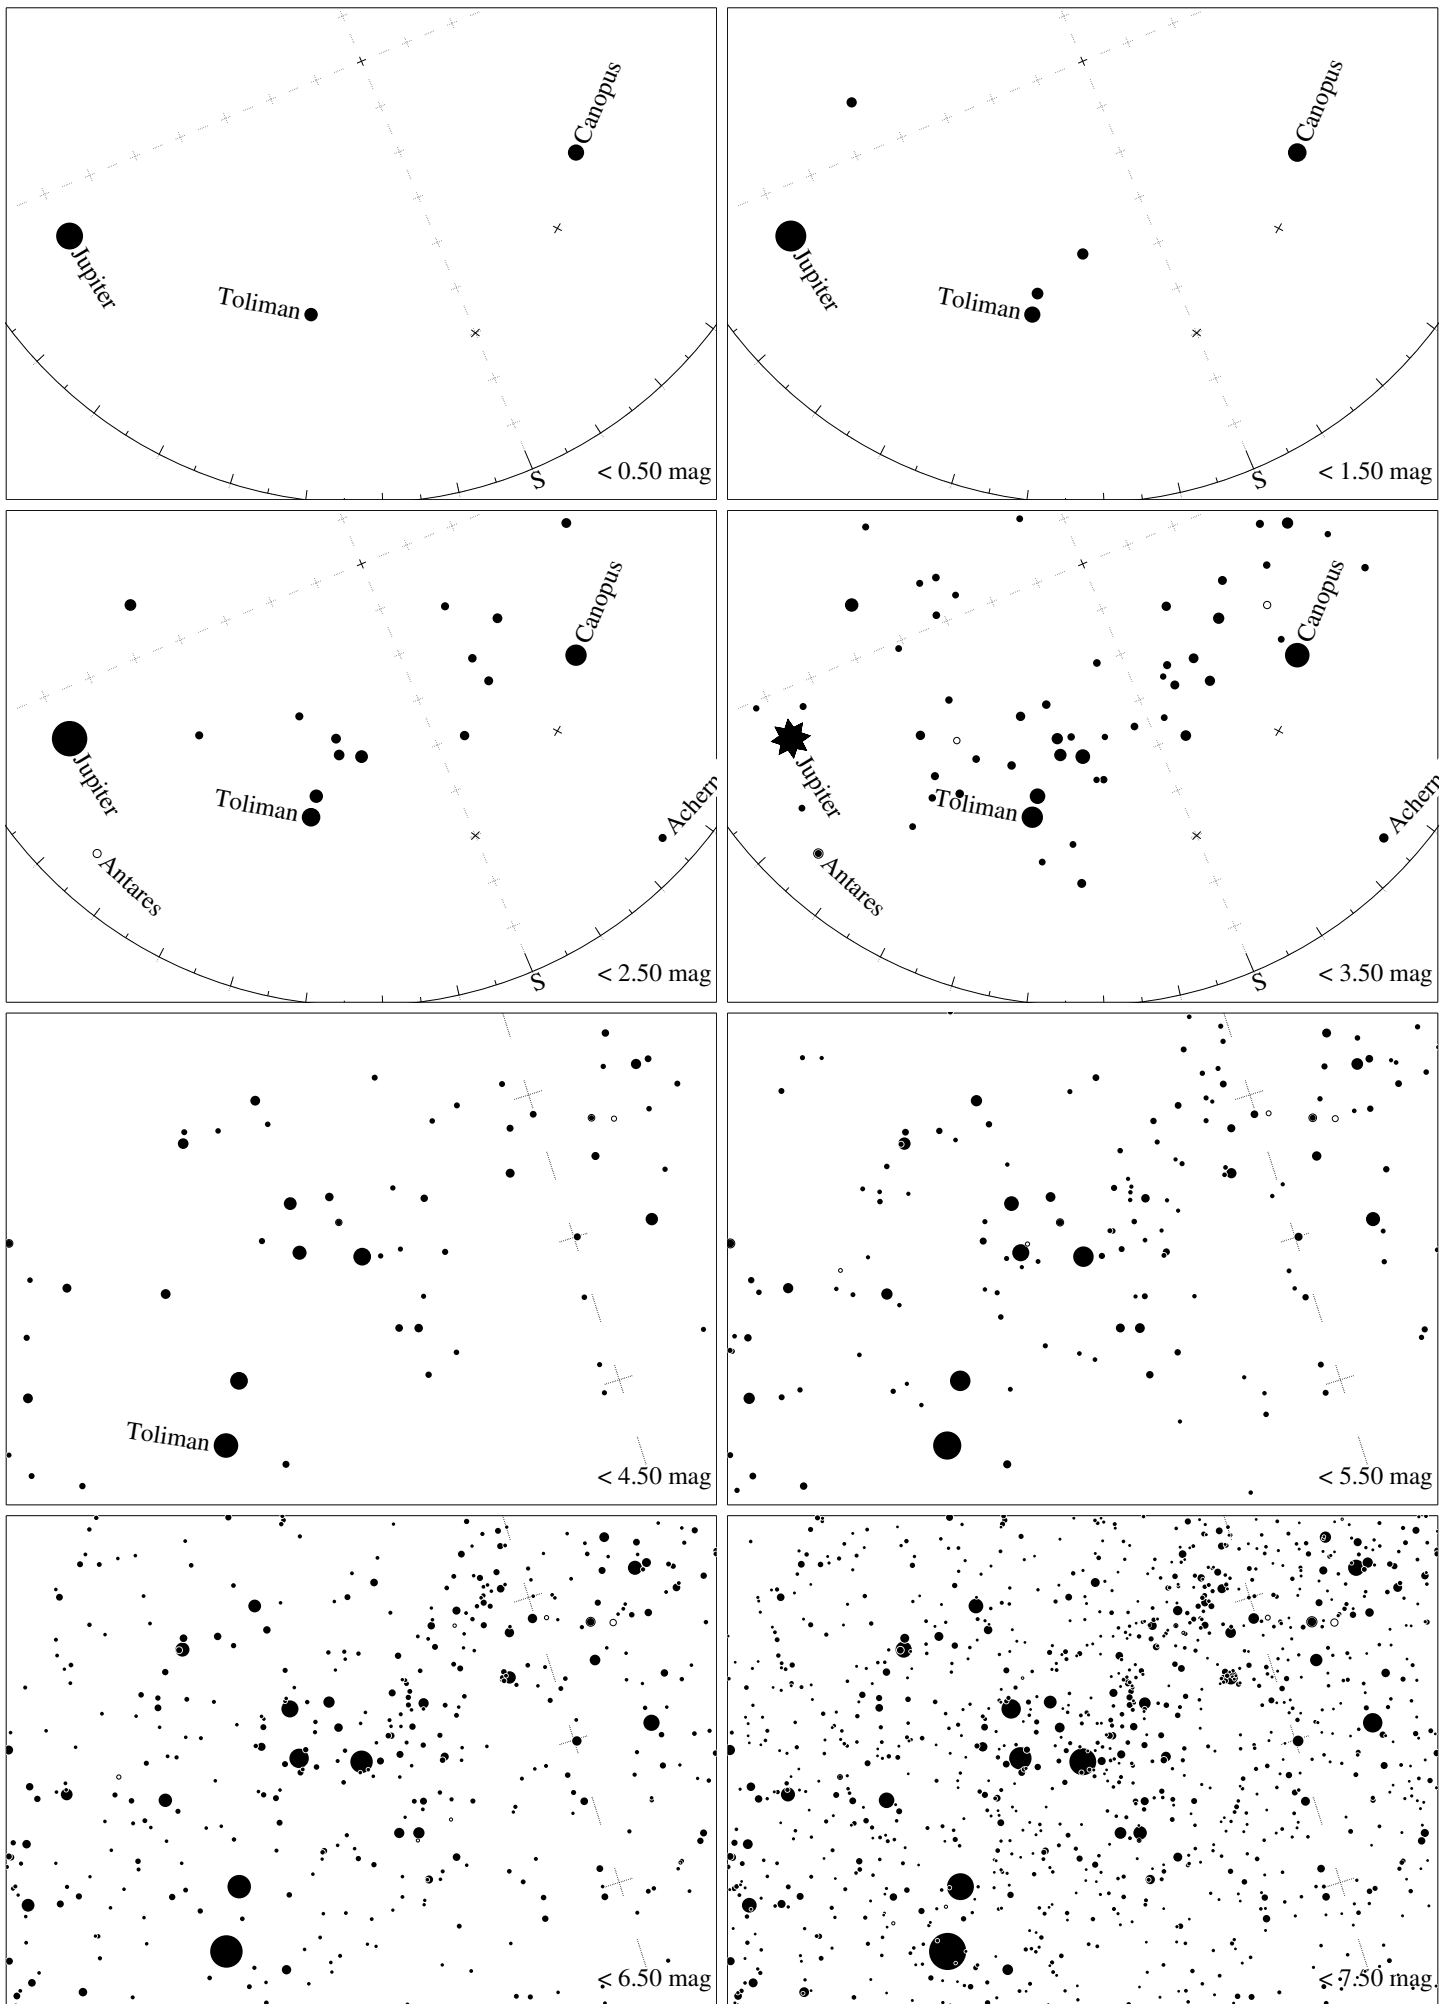 Canopus
Jupiter
Toliman
S
< 0.50 mag
Canopus
Jupiter
Toliman
S
< 1.50 mag
Canopus
Jupiter
Toliman
Achern
Antares
S
< 2.50 mag
Canopus
Jupiter
Toliman
Achern
Antares
S
< 3.50 mag
Toliman
< 4.50 mag
< 5.50 mag
< 6.50 mag
< 7.50 mag